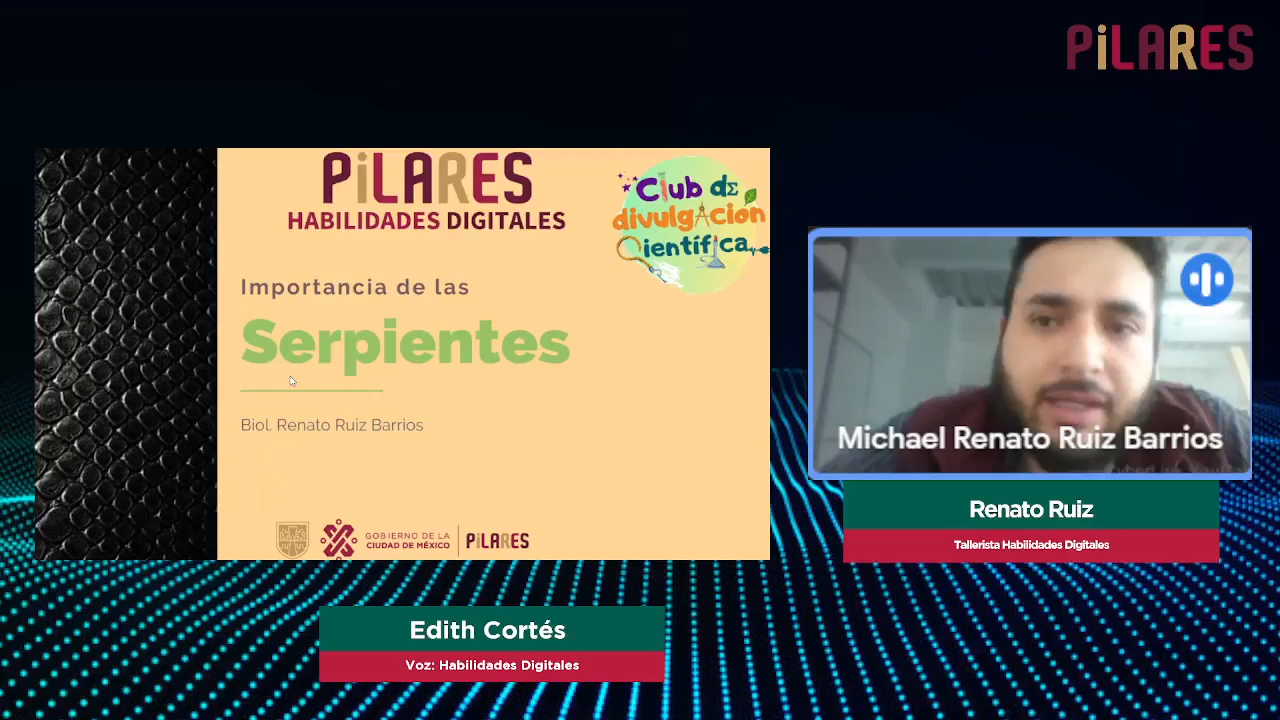 PiLARES
PiLARES
HABILIDADES DIGITALES
Club de
divulgación
Científica
Importancia de las
Serpientes
Biol. Renato Ruiz Barrios
GOBIERNO DE LA
CIUDAD DE MÉXICO
PiLARES
Michael Renato Ruiz Barrios
Renato Ruiz
Tallerista Habilidades Digitales
Edith Cortés
Voz: Habilidades Digitales